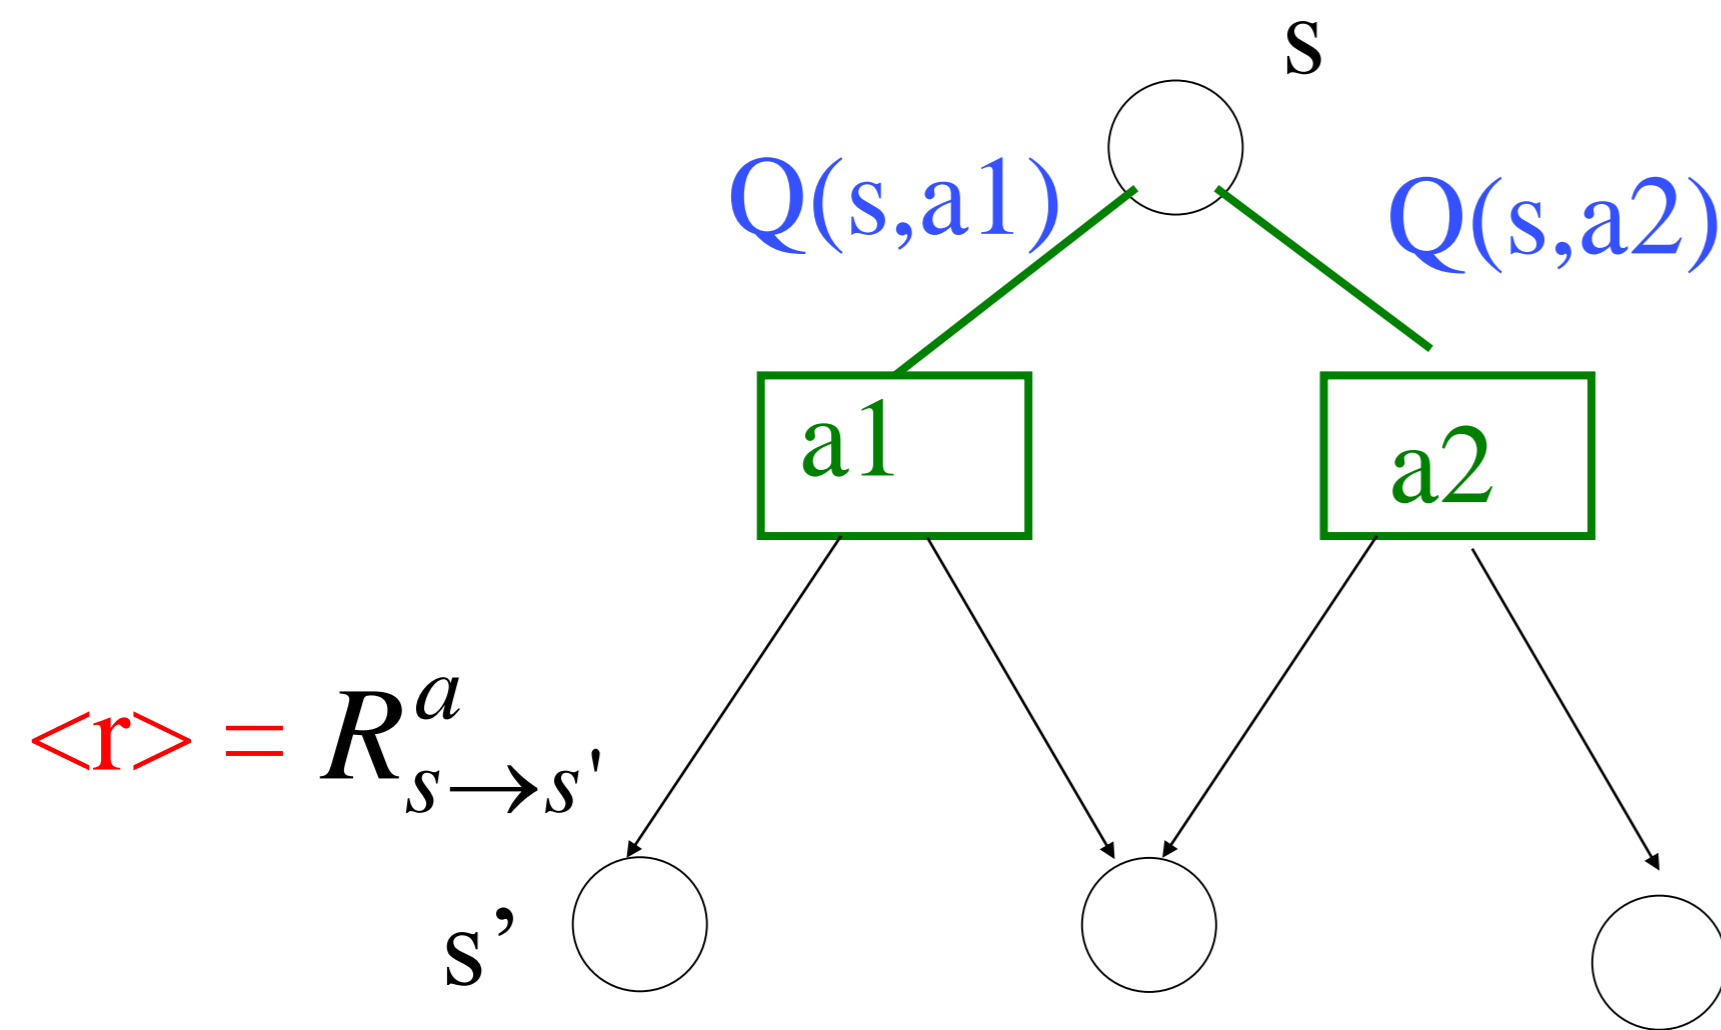 s
Q(s,a1)
Q(s,a2)
a1
a2
<r> = R^a_{s→s'}
s’